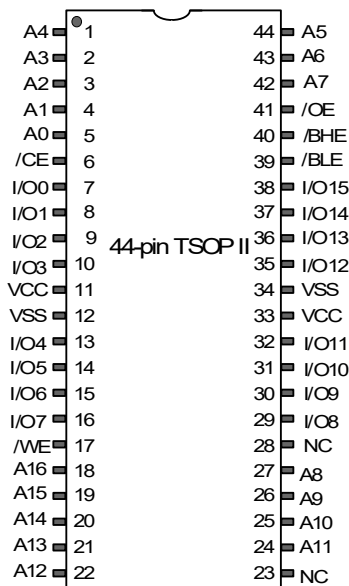 A4 1 44 A5
A3 2 43 A6
A2 3 42 A7
A1 4 41 /OE
A0 5 40 /BHE
/CE 6 39 /BLE
I/O0 7 38 I/O15
I/O1 8 37 I/O14
I/O2 9 44-pin TSOP II 36 I/O13
I/O3 10 35 I/O12
VCC 11 34 VSS
VSS 12 33 VCC
I/O4 13 32 I/O11
I/O5 14 31 I/O10
I/O6 15 30 I/O9
I/O7 16 29 I/O8
/WE 17 28 NC
A16 18 27 A8
A15 19 26 A9
A14 20 25 A10
A13 21 24 A11
A12 22 23 NC